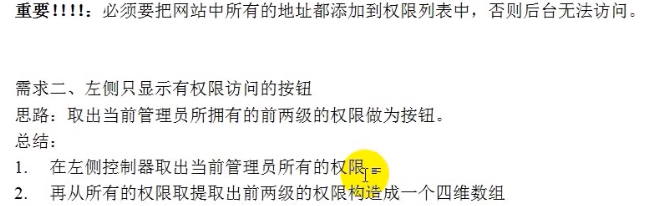 重要!!!!：必须要把网站中所有的地址都添加到权限列表中，否则后台无法访问。
需求二、左侧只显示有权限访问的按钮
思路：取出当前管理员所拥有的前两级的权限做为按钮。
总结：
1. 在左侧控制器取出当前管理员所有的权限
2. 再从所有的权限取提取出前两级的权限构造成一个四维数组